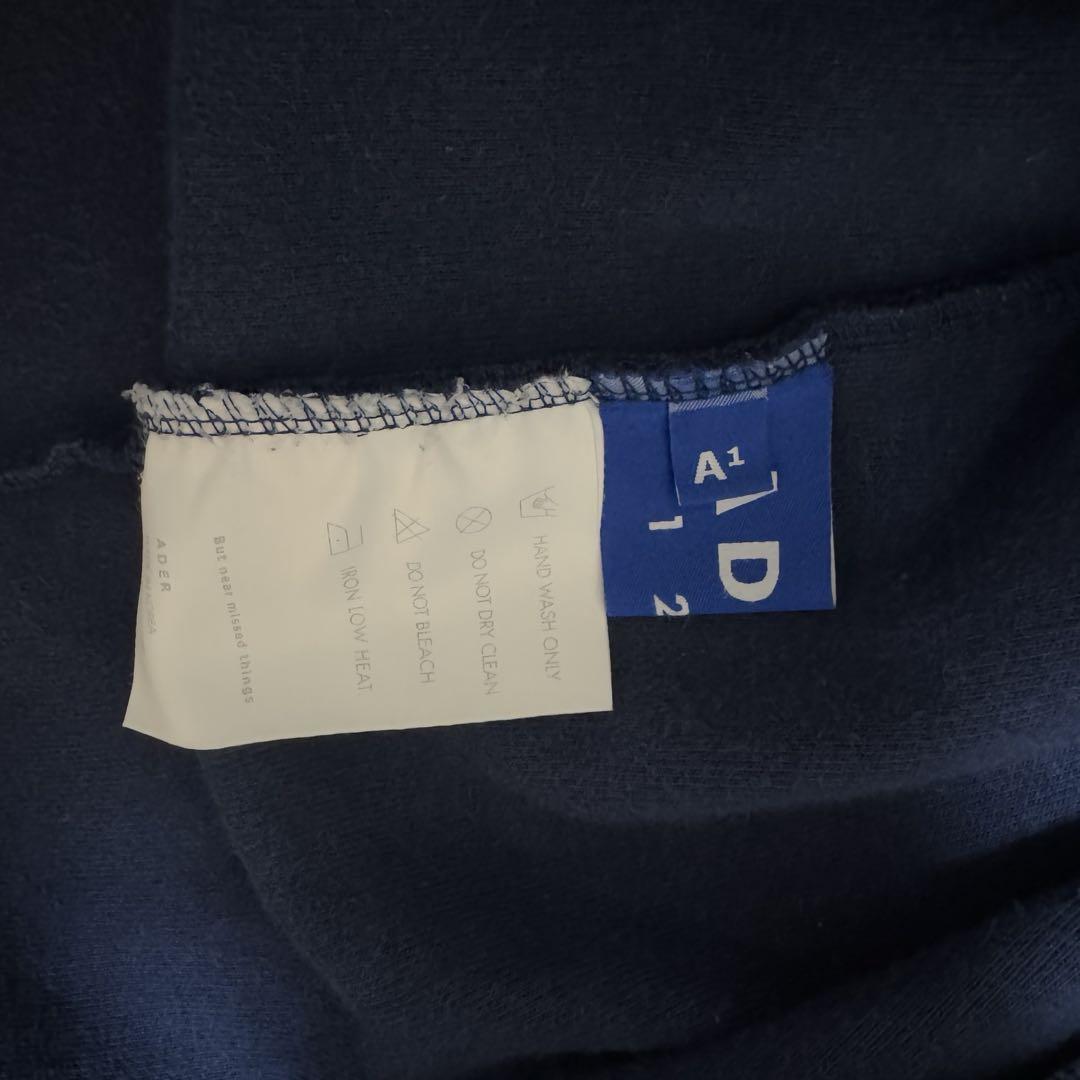 HAND WASH ONLY
DO NOT DRY CLEAN
DO NOT BLEACH
IRON LOW HEAT
But near missed things
ADER
A¹
AD
1 2